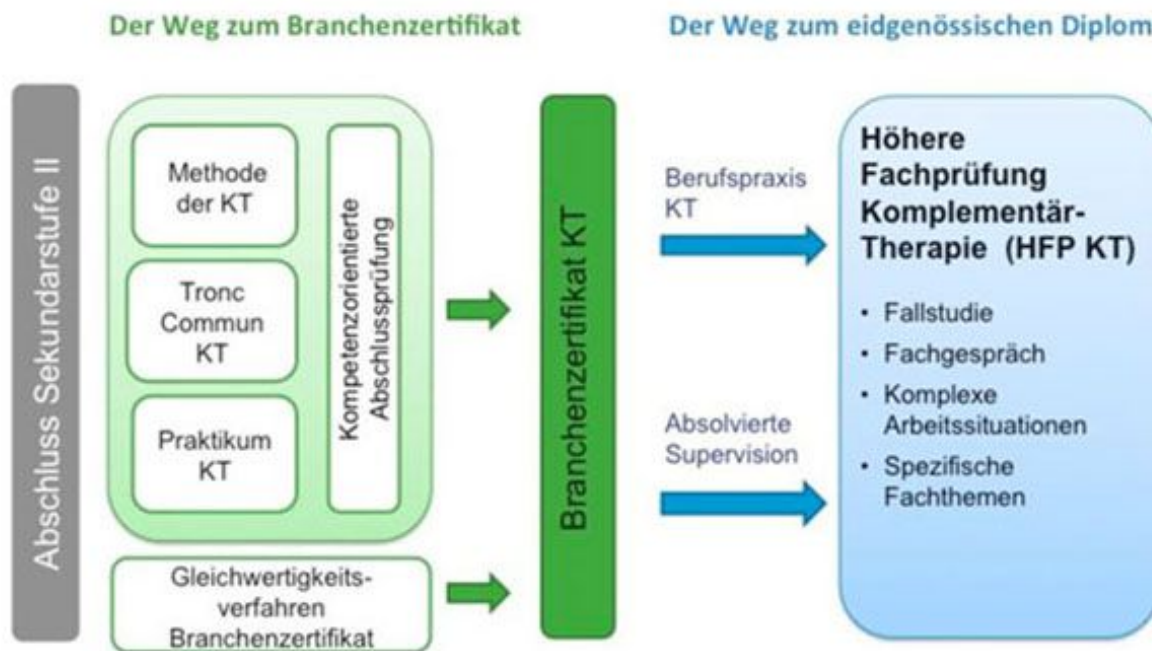 Der Weg zum Branchenzertifikat
Der Weg zum eidgenössischen Diplom
Abschluss Sekundarstufe II
Methode
der KT
Tronc
Commun
KT
Praktikum
KT
Kompetenzorientierte
Abschlussprüfung
Gleichwertigkeits-
verfahren
Branchenzertifikat
Branchenzertifikat KT
Berufspraxis
KT
Absolvierte
Supervision
Höhere
Fachprüfung
Komplementär-
Therapie (HFP KT)
• Fallstudie
• Fachgespräch
• Komplexe
Arbeitssituationen
• Spezifische
Fachthemen